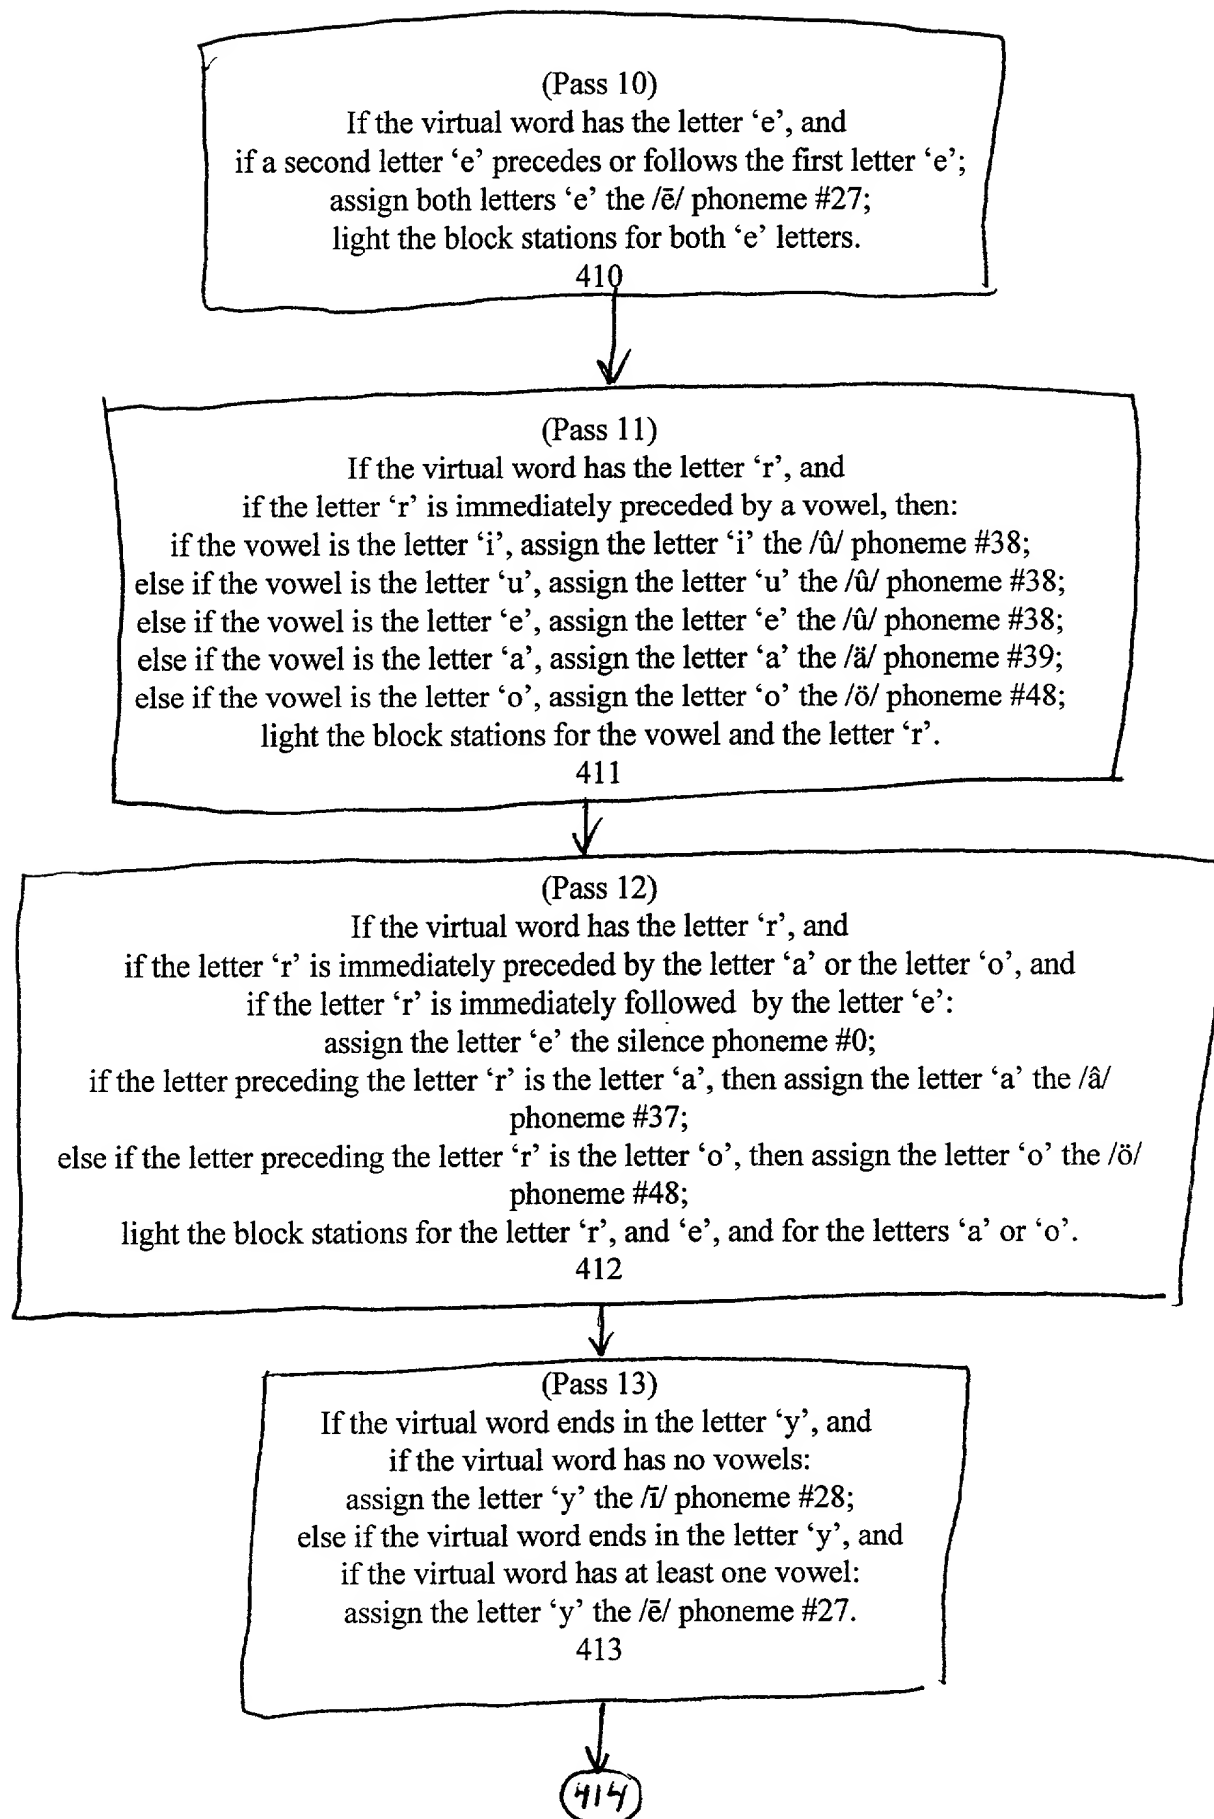 (Pass 10)
If the virtual word has the letter ‘e’, and
if a second letter ‘e’ precedes or follows the first letter ‘e’;
assign both letters ‘e’ the /ē/ phoneme #27;
light the block stations for both ‘e’ letters.
410
(Pass 11)
If the virtual word has the letter ‘r’, and
if the letter ‘r’ is immediately preceded by a vowel, then:
if the vowel is the letter ‘i’, assign the letter ‘i’ the /û/ phoneme #38;
else if the vowel is the letter ‘u’, assign the letter ‘u’ the /û/ phoneme #38;
else if the vowel is the letter ‘e’, assign the letter ‘e’ the /û/ phoneme #38;
else if the vowel is the letter ‘a’, assign the letter ‘a’ the /ä/ phoneme #39;
else if the vowel is the letter ‘o’, assign the letter ‘o’ the /ö/ phoneme #48;
light the block stations for the vowel and the letter ‘r’.
411
(Pass 12)
If the virtual word has the letter ‘r’, and
if the letter ‘r’ is immediately preceded by the letter ‘a’ or the letter ‘o’, and
if the letter ‘r’ is immediately followed by the letter ‘e’:
assign the letter ‘e’ the silence phoneme #0;
if the letter preceding the letter ‘r’ is the letter ‘a’, then assign the letter ‘a’ the /â/
phoneme #37;
else if the letter preceding the letter ‘r’ is the letter ‘o’, then assign the letter ‘o’ the /ö/
phoneme #48;
light the block stations for the letter ‘r’, and ‘e’, and for the letters ‘a’ or ‘o’.
412
(Pass 13)
If the virtual word ends in the letter ‘y’, and
if the virtual word has no vowels:
assign the letter ‘y’ the /ī/ phoneme #28;
else if the virtual word ends in the letter ‘y’, and
if the virtual word has at least one vowel:
assign the letter ‘y’ the /ē/ phoneme #27.
413
414